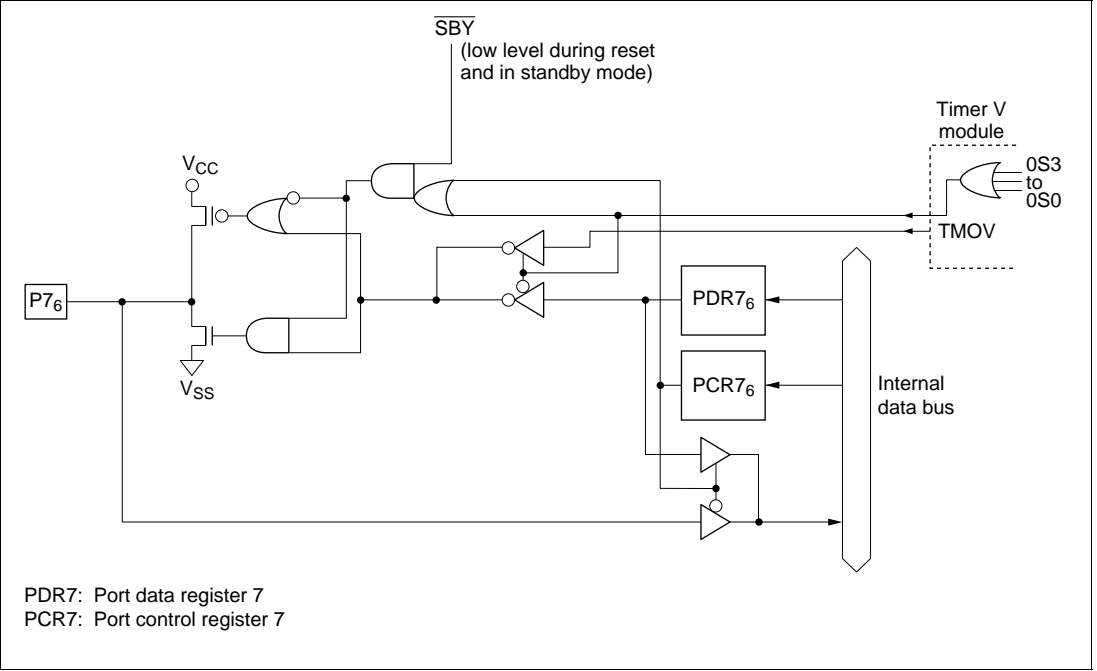 SBY
(low level during reset
and in standby mode)
Timer V
module
0S3
to
0S0
TMOV
VCC
P76
VSS
PDR76
PCR76
Internal
data bus
PDR7: Port data register 7
PCR7: Port control register 7